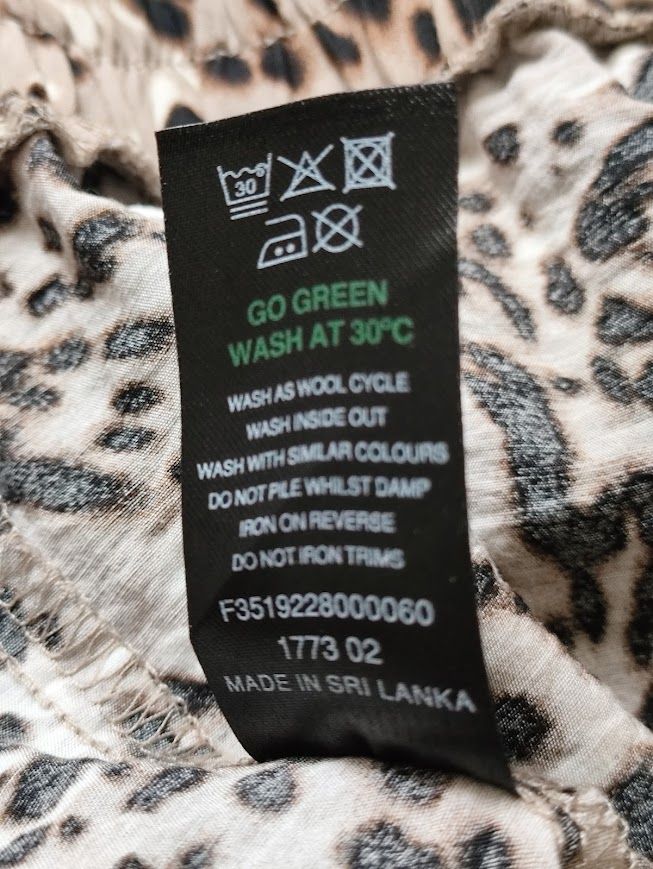 30
GO GREEN
WASH AT 30°C
WASH AS WOOL CYCLE
WASH INSIDE OUT
WASH WITH SIMILAR COLOURS
DO NOT PILE WHILST DAMP
IRON ON REVERSE
DO NOT IRON TRIMS
F3519228000060
1773 02
MADE IN SRI LANKA